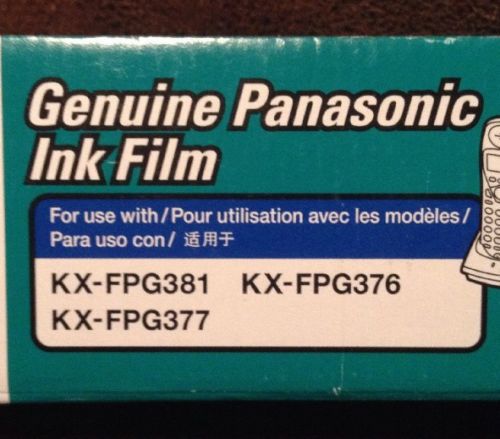 Genuine Panasonic
Ink Film
For use with/Pour utilisation avec les modèles/
Para uso con/ 适用于
KX-FPG381 KX-FPG376
KX-FPG377